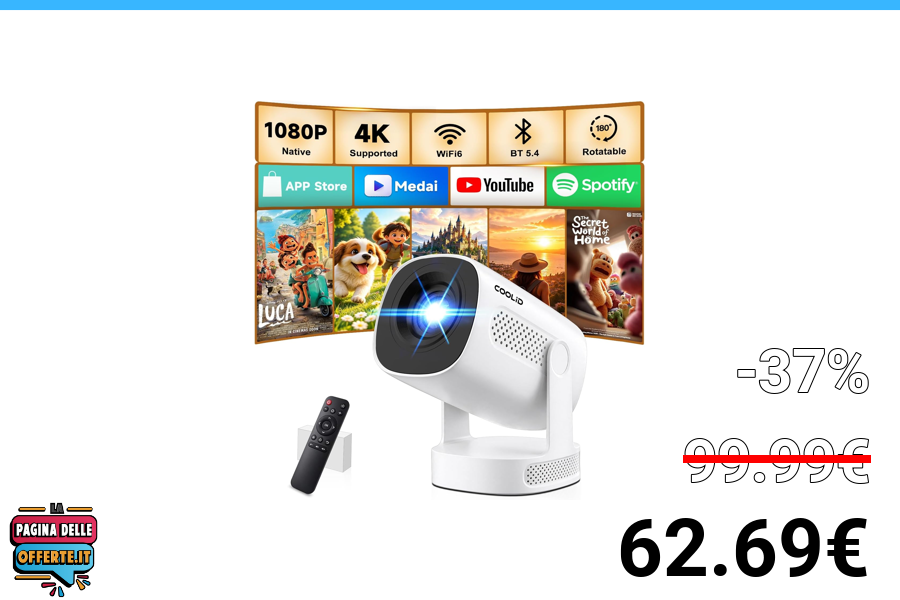 1080P
Native
4K
Supported
WiFi6
BT 5.4
180°
Rotatable
APP Store
Medai
YouTube
Spotify
LUCA
The
Secret
World of
Home
COOLiD
-37%
99.99€
62.69€
LA
PAGINA DELLE
OFFERTE.IT